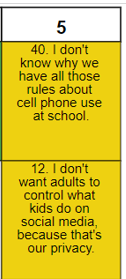 5
40. I don't
know why we
have all those
rules about
cell phone use
at school.
12. I don't
want adults to
control what
kids do on
social media,
because that's
our privacy.